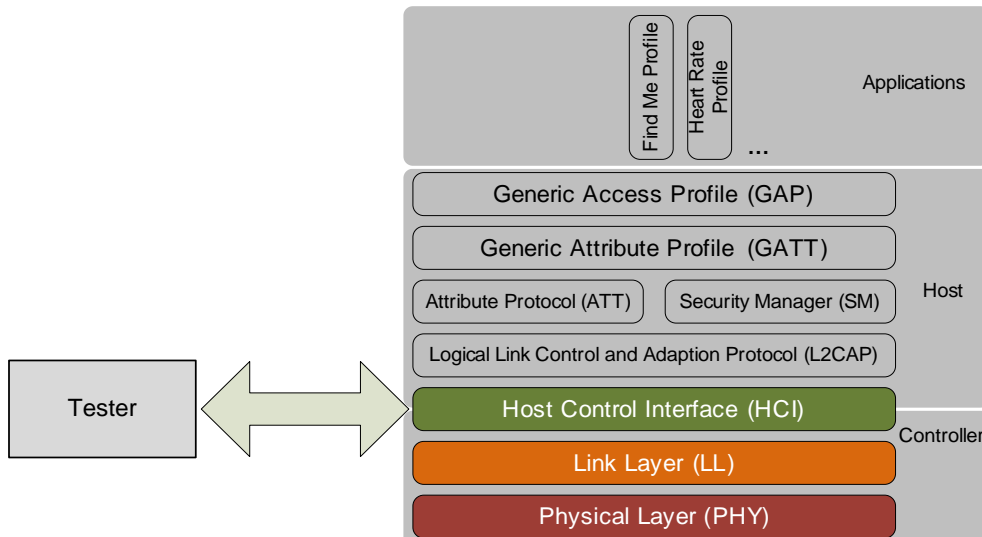 Find Me Profile
Heart Rate
Profile
...
Applications
Generic Access Profile (GAP)
Generic Attribute Profile (GATT)
Host
Attribute Protocol (ATT)
Security Manager (SM)
Logical Link Control and Adaption Protocol (L2CAP)
Tester
Host Control Interface (HCI)
Controller
Link Layer (LL)
Physical Layer (PHY)